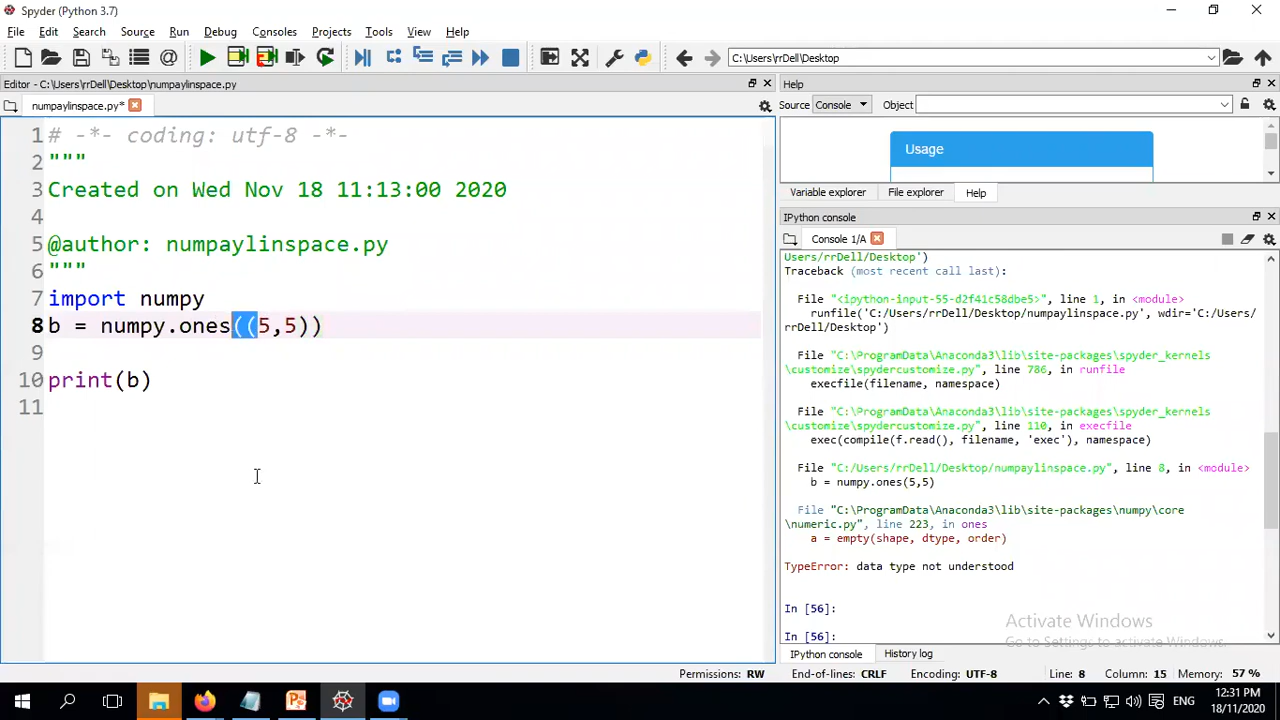 Spyder (Python 3.7)
File Edit Search Source Run Debug Consoles Projects Tools View Help
C:\Users\rrDell\Desktop
Editor - C:\Users\rrDell\Desktop\numpaylinspace.py
numpaylinspace.py*
1 # -*- coding: utf-8 -*-
2 """
3 Created on Wed Nov 18 11:13:00 2020
4
5 @author: numpaylinspace.py
6 """
7 import numpy
8 b = numpy.ones((5,5))
9
10 print(b)
11
Help
Source Console Object
Usage
Variable explorer File explorer Help
IPython console
Console 1/A
Users/rrDell/Desktop')
Traceback (most recent call last):
File "<ipython-input-55-d2f41c58dbe5>", line 1, in <module>
runfile('C:/Users/rrDell/Desktop/numpaylinspace.py', wdir='C:/Users/
rrDell/Desktop')
File "C:\ProgramData\Anaconda3\lib\site-packages\spyder_kernels
\customize\spydercustomize.py", line 786, in runfile
execfile(filename, namespace)
File "C:\ProgramData\Anaconda3\lib\site-packages\spyder_kernels
\customize\spydercustomize.py", line 110, in execfile
exec(compile(f.read(), filename, 'exec'), namespace)
File "C:/Users/rrDell/Desktop/numpaylinspace.py", line 8, in <module>
b = numpy.ones(5,5)
File "C:\ProgramData\Anaconda3\lib\site-packages\numpy\core
\numeric.py", line 223, in ones
a = empty(shape, dtype, order)
TypeError: data type not understood
In [56]:
In [56]:
Activate Windows
Go to Settings to activate Windows.
IPython console History log
Permissions: RW End-of-lines: CRLF Encoding: UTF-8 Line: 8 Column: 15 Memory: 57 %
ENG
12:31 PM
18/11/2020